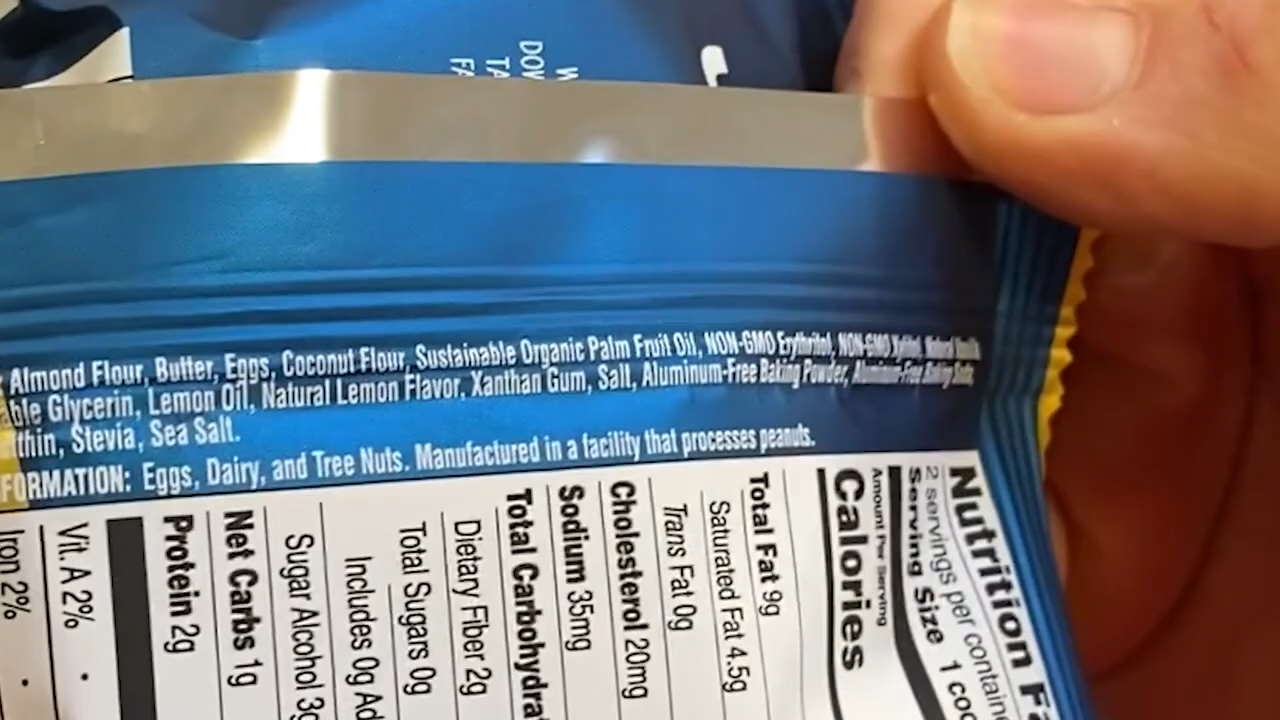 Almond Flour, Butter, Eggs, Coconut Flour, Sustainable Organic Palm Fruit Oil, NON-GMO Erythritol, NON-GMO Xylitol, Natural Vanilla
ble Glycerin, Lemon Oil, Natural Lemon Flavor, Xanthan Gum, Salt, Aluminum-Free Baking Powder, Aluminum-Free Baking Soda,
thin, Stevia, Sea Salt.
FORMATION: Eggs, Dairy, and Tree Nuts. Manufactured in a facility that processes peanuts.
Nutrition Fa
2 servings per containe
Serving Size 1 coo
Amount Per Serving
Calories
Total Fat 9g
Saturated Fat 4.5g
Trans Fat 0g
Cholesterol 20mg
Sodium 35mg
Total Carbohydrat
Dietary Fiber 2g
Total Sugars 0g
Includes 0g Ad
Sugar Alcohol 3g
Net Carbs 1g
Protein 2g
Vit. A 2% •
Iron 2% •
W
DOW
TA
FA